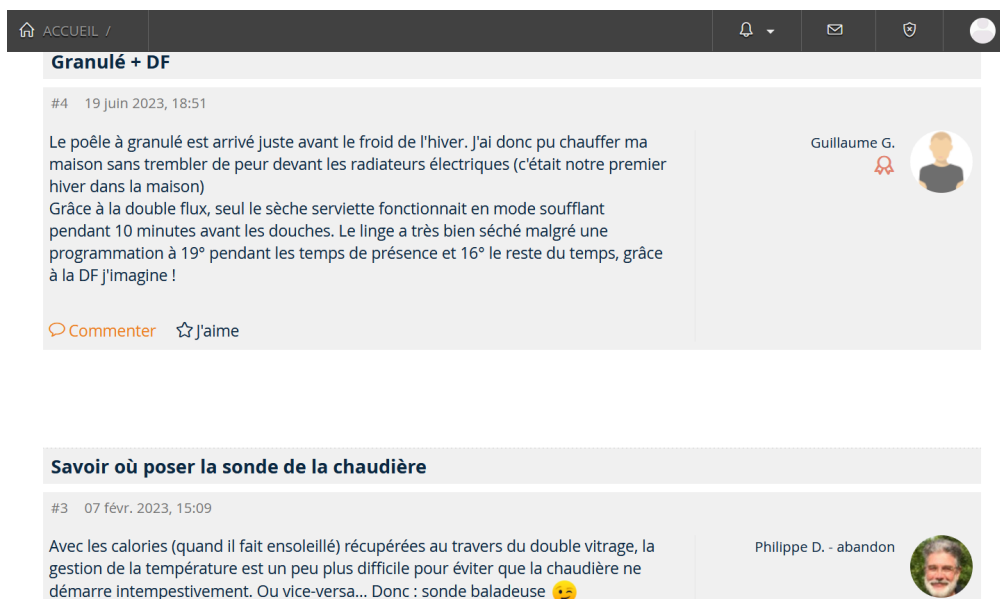 ACCUEIL /
Granulé + DF
#4 19 juin 2023, 18:51
Le poêle à granulé est arrivé juste avant le froid de l'hiver. J'ai donc pu chauffer ma
maison sans trembler de peur devant les radiateurs électriques (c'était notre premier
hiver dans la maison)
Grâce à la double flux, seul le sèche serviette fonctionnait en mode soufflant
pendant 10 minutes avant les douches. Le linge a très bien séché malgré une
programmation à 19° pendant les temps de présence et 16° le reste du temps, grâce
à la DF j'imagine !
Guillaume G.
Commenter J'aime
Savoir où poser la sonde de la chaudière
#3 07 févr. 2023, 15:09
Avec les calories (quand il fait ensoleillé) récupérées au travers du double vitrage, la
gestion de la température est un peu plus difficile pour éviter que la chaudière ne
démarre intempestivement. Ou vice-versa... Donc : sonde baladeuse 😉
Philippe D. - abandon